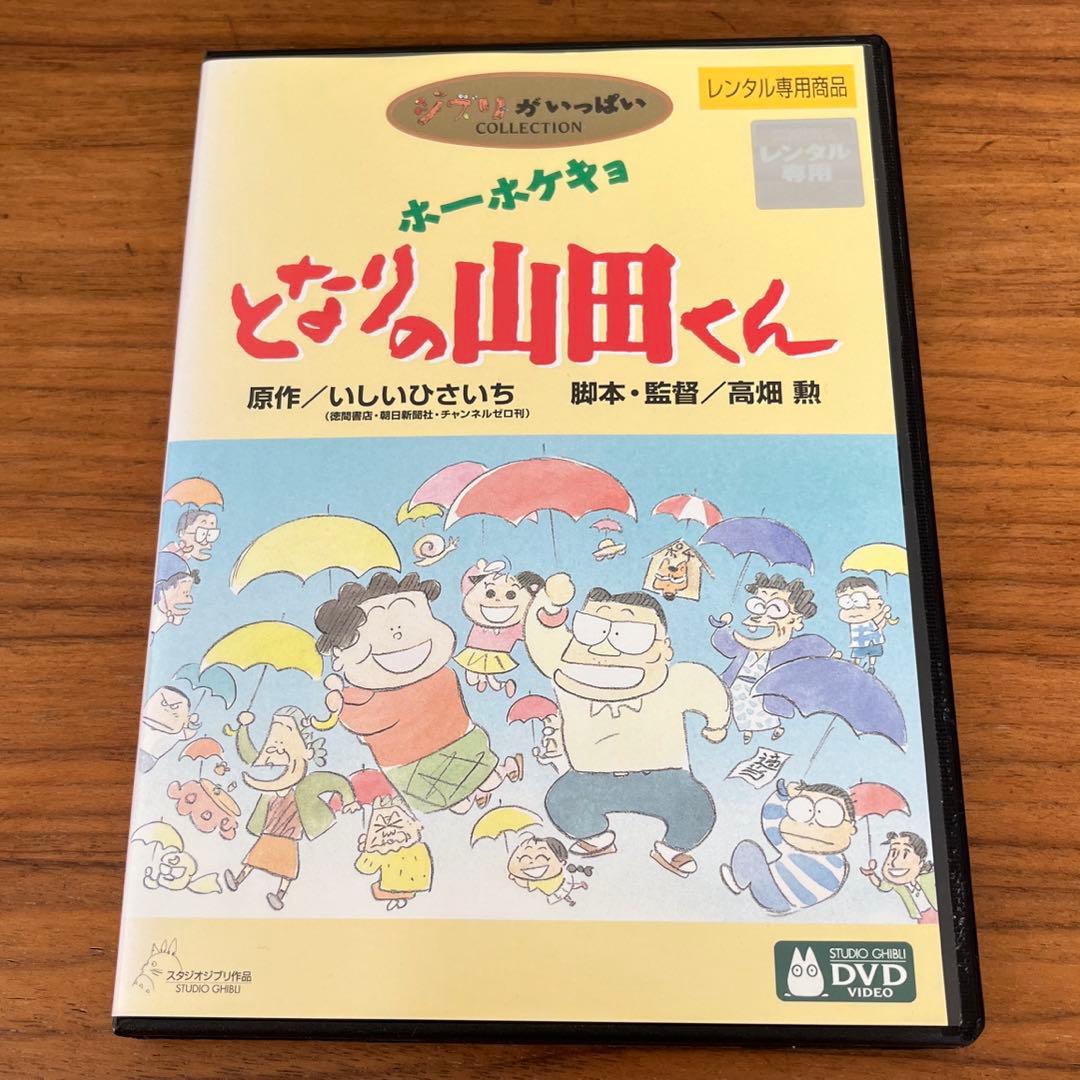 ジブリがいっぱい
COLLECTION
レンタル専用商品
レンタル
専用
ホーホケキョ
となりの山田くん
原作/いしいひさいち 脚本・監督/高畑 勲
(徳間書店・朝日新聞社・チャンネルゼロ刊)
ポチ
スタジオジブリ作品
STUDIO GHIBLI
STUDIO GHIBLI
DVD
VIDEO